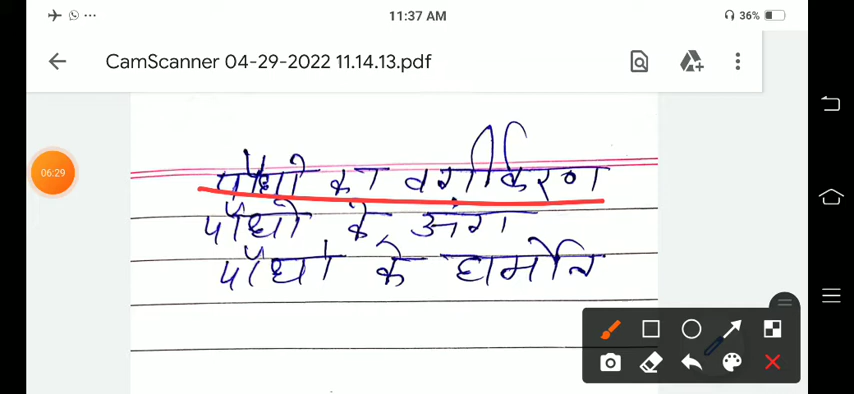 11:37 AM
36%
CamScanner 04-29-2022 11.14.13.pdf
06:29
पौधों का वर्गीकरण
पौधों के अंग
पौधों के